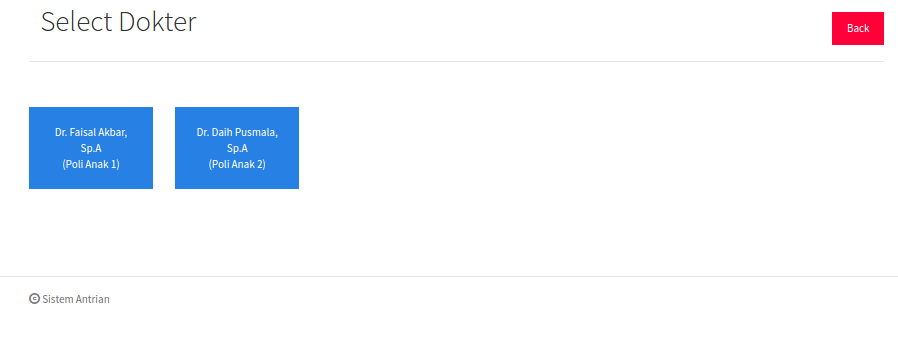 Select Dokter
Back
Dr. Faisal Akbar,
Sp.A
(Poli Anak 1)
Dr. Daih Pusmala,
Sp.A
(Poli Anak 2)
© Sistem Antrian